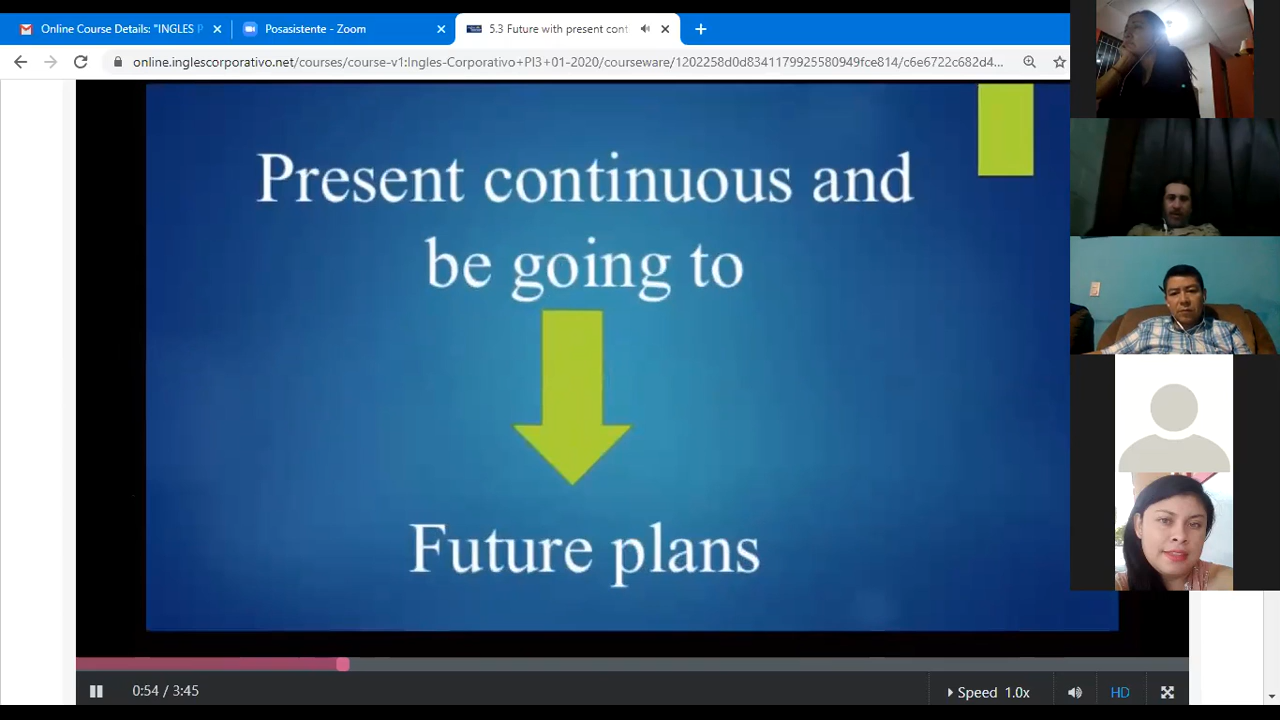 Online Course Details: "INGLES P
Posasistente - Zoom
5.3 Future with present cont
online.inglescorporativo.net/courses/course-v1:Ingles-Corporativo+PI3+01-2020/courseware/1202258d0d8341179925580949fce814/c6e6722c682d4...
Present continuous and
be going to
Future plans
0:54 / 3:45
Speed 1.0x
HD